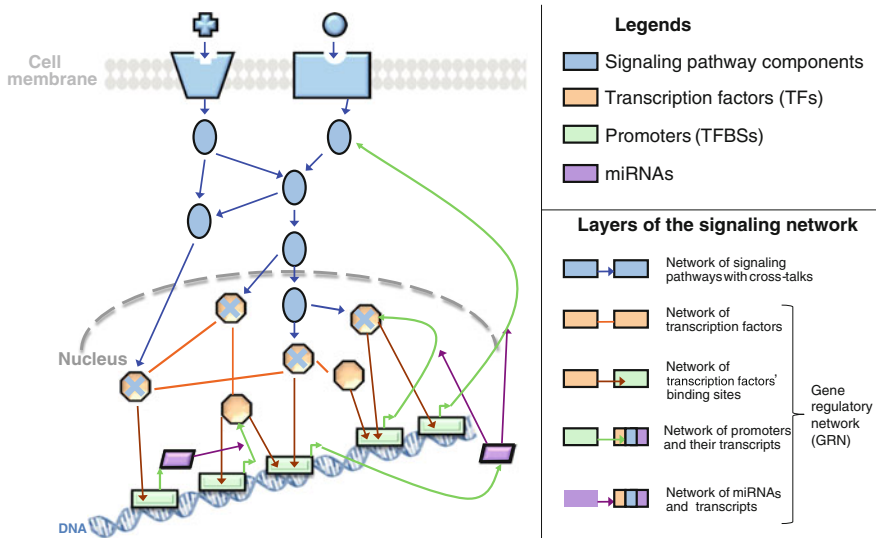 Cell
membrane
Nucleus
DNA
Legends
Signaling pathway components
Transcription factors (TFs)
Promoters (TFBSs)
miRNAs
Layers of the signaling network
Network of signaling
pathways with cross-talks
Network of
transcription factors
Network of
transcription factors'
binding sites
Network of promoters
and their transcripts
Network of miRNAs
and transcripts
Gene
regulatory
network
(GRN)